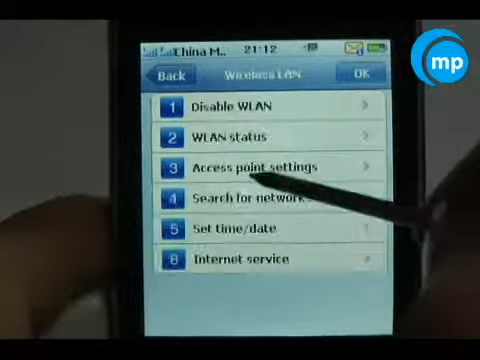 China M..
21:12
Back
Wireless LAN
OK
1 Disable WLAN
2 WLAN status
3 Access point settings
4 Search for network
5 Set time/date
6 Internet service
mp